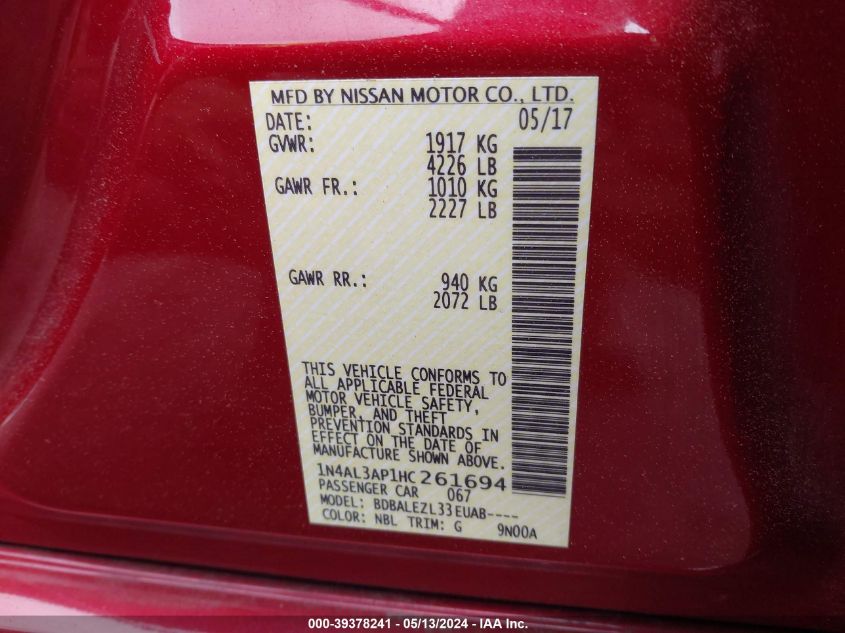 MFD BY NISSAN MOTOR CO., LTD.
DATE: 05/17
GVWR: 1917 KG
4226 LB
GAWR FR.: 1010 KG
2227 LB
GAWR RR.: 940 KG
2072 LB
THIS VEHICLE CONFORMS TO
ALL APPLICABLE FEDERAL
MOTOR VEHICLE SAFETY,
BUMPER, AND THEFT
PREVENTION STANDARDS IN
EFFECT ON THE DATE OF
MANUFACTURE SHOWN ABOVE.
1N4AL3AP1HC261694
PASSENGER CAR 067
MODEL: BDBALEZL33EUAB----
COLOR: NBL TRIM: G 9N00A
000-39378241 - 05/13/2024 - IAA Inc.